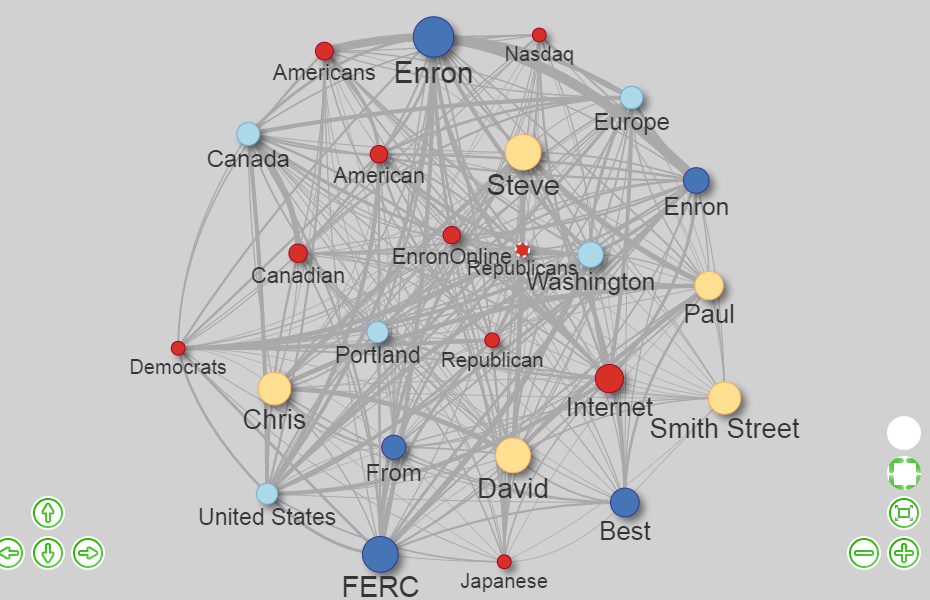 Nasdaq
Americans
Enron
Europe
Canada
American
Steve
Enron
EnronOnline
Republicans
Canadian
Washington
Paul
Portland
Republican
Democrats
Internet
Chris
Smith Street
From
David
United States
Best
Japanese
FERC